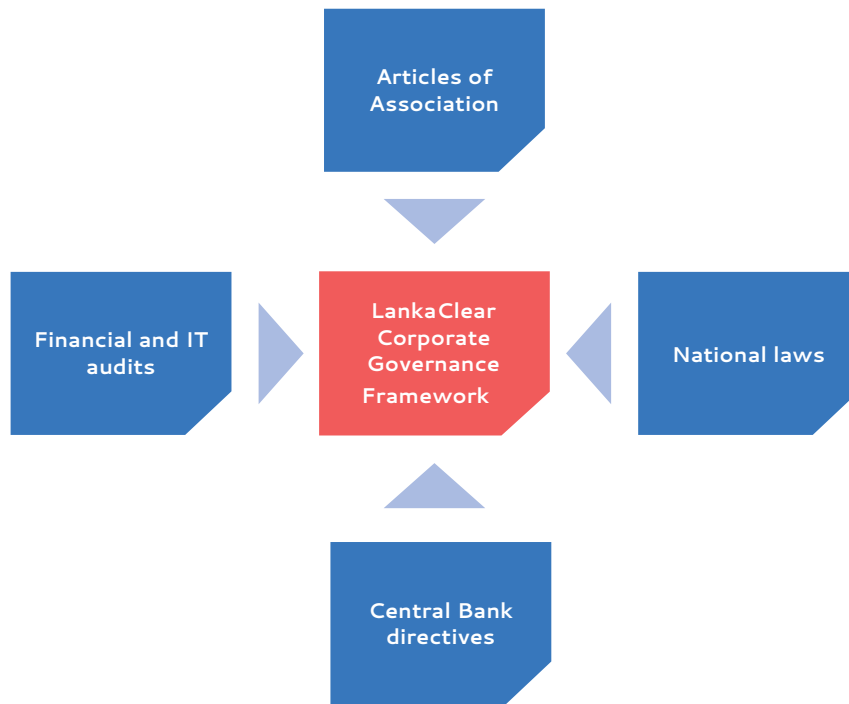 Articles of
Association
Financial and IT
audits
LankaClear
Corporate
Governance
Framework
National laws
Central Bank
directives